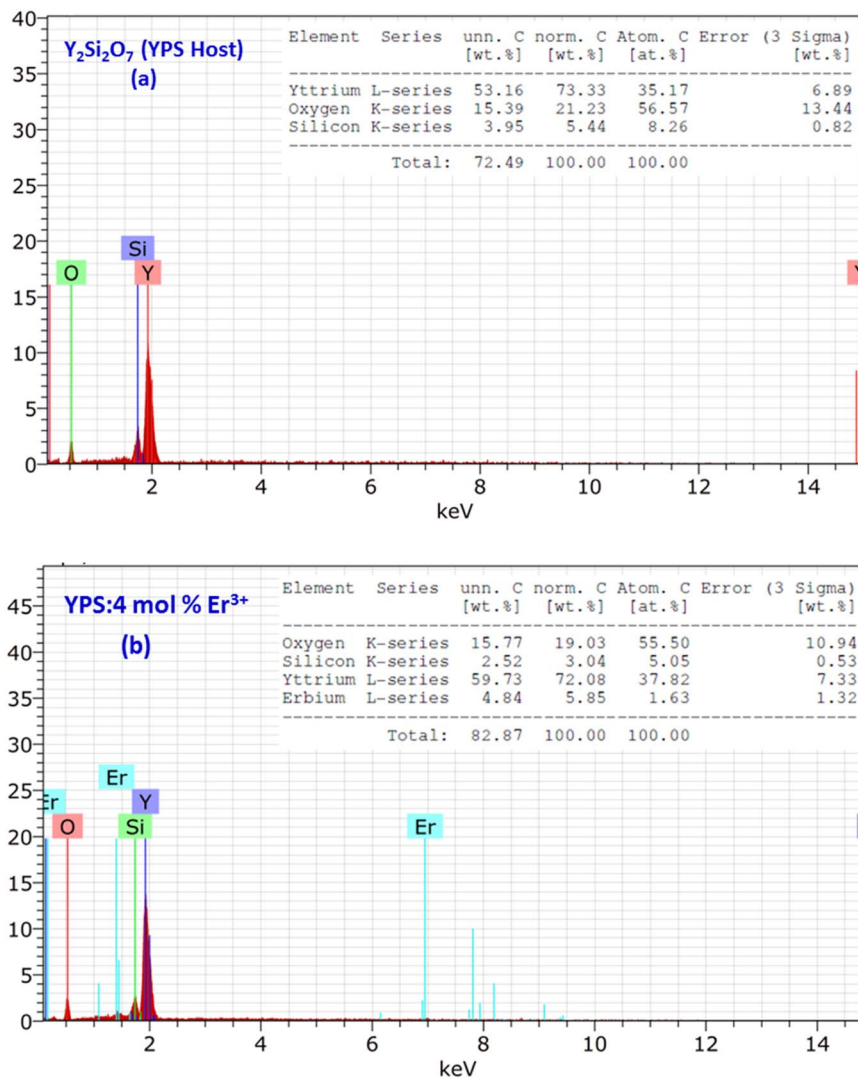 40
Y₂Si₂O₇ (YPS Host)
(a)
Element Series unn. C norm. C Atom. C Error (3 Sigma)
[wt.%] [wt.%] [at.%] [wt.%]
Yttrium L-series 53.16 73.33 35.17 6.89
Oxygen K-series 15.39 21.23 56.57 13.44
Silicon K-series 3.95 5.44 8.26 0.82
Total: 72.49 100.00 100.00
35
30
25
20
Si
O Y
15
10
5
0
2 4 6 8 10 12 14
keV
YPS:4 mol % Er³⁺
(b)
Element Series unn. C norm. C Atom. C Error (3 Sigma)
[wt.%] [wt.%] [at.%] [wt.%]
Oxygen K-series 15.77 19.03 55.50 10.94
Silicon K-series 2.52 3.04 5.05 0.53
Yttrium L-series 59.73 72.08 37.82 7.33
Erbium L-series 4.84 5.85 1.63 1.32
Total: 82.87 100.00 100.00
45
40
35
30
25
Er
Er Y
20
O Si Er
15
10
5
0
2 4 6 8 10 12 14
keV